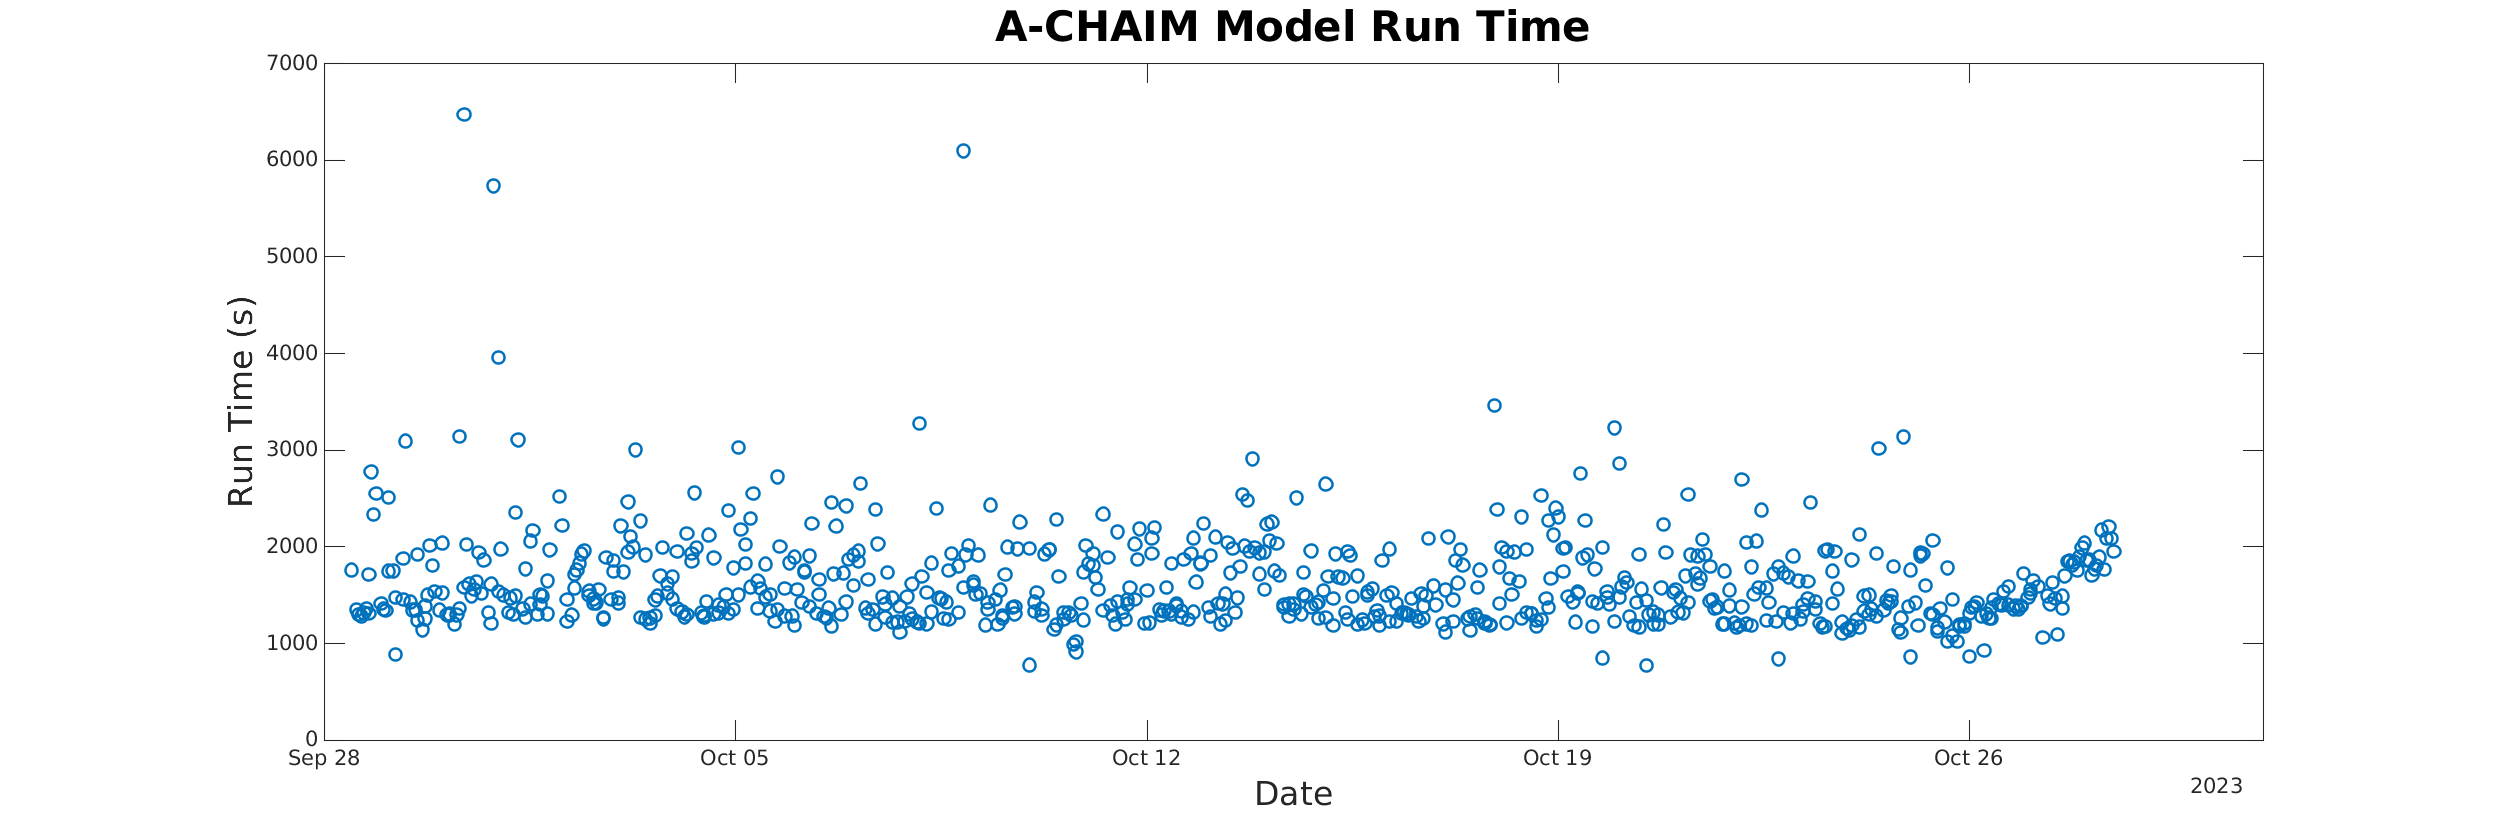 A-CHAIM Model Run Time
7000
6000
5000
4000
3000
2000
1000
0
Run Time (s)
Sep 28 Oct 05 Oct 12 Oct 19 Oct 26
2023
Date